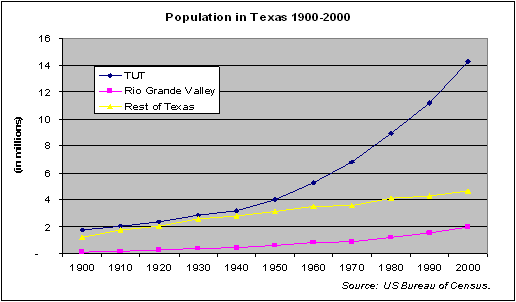 Population in Texas 1900-2000
16
14
12
10
8
6
4
2
-
(in millions)
TUT
Rio Grande Valley
Rest of Texas
1900 1910 1920 1930 1940 1950 1960 1970 1980 1990 2000
Source: US Bureau of Census.